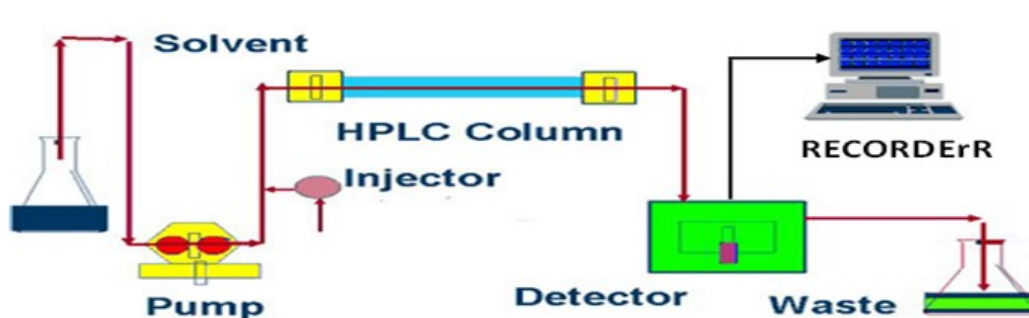 Solvent
HPLC Column
RECORDErR
Injector
Detector
Waste
Pump